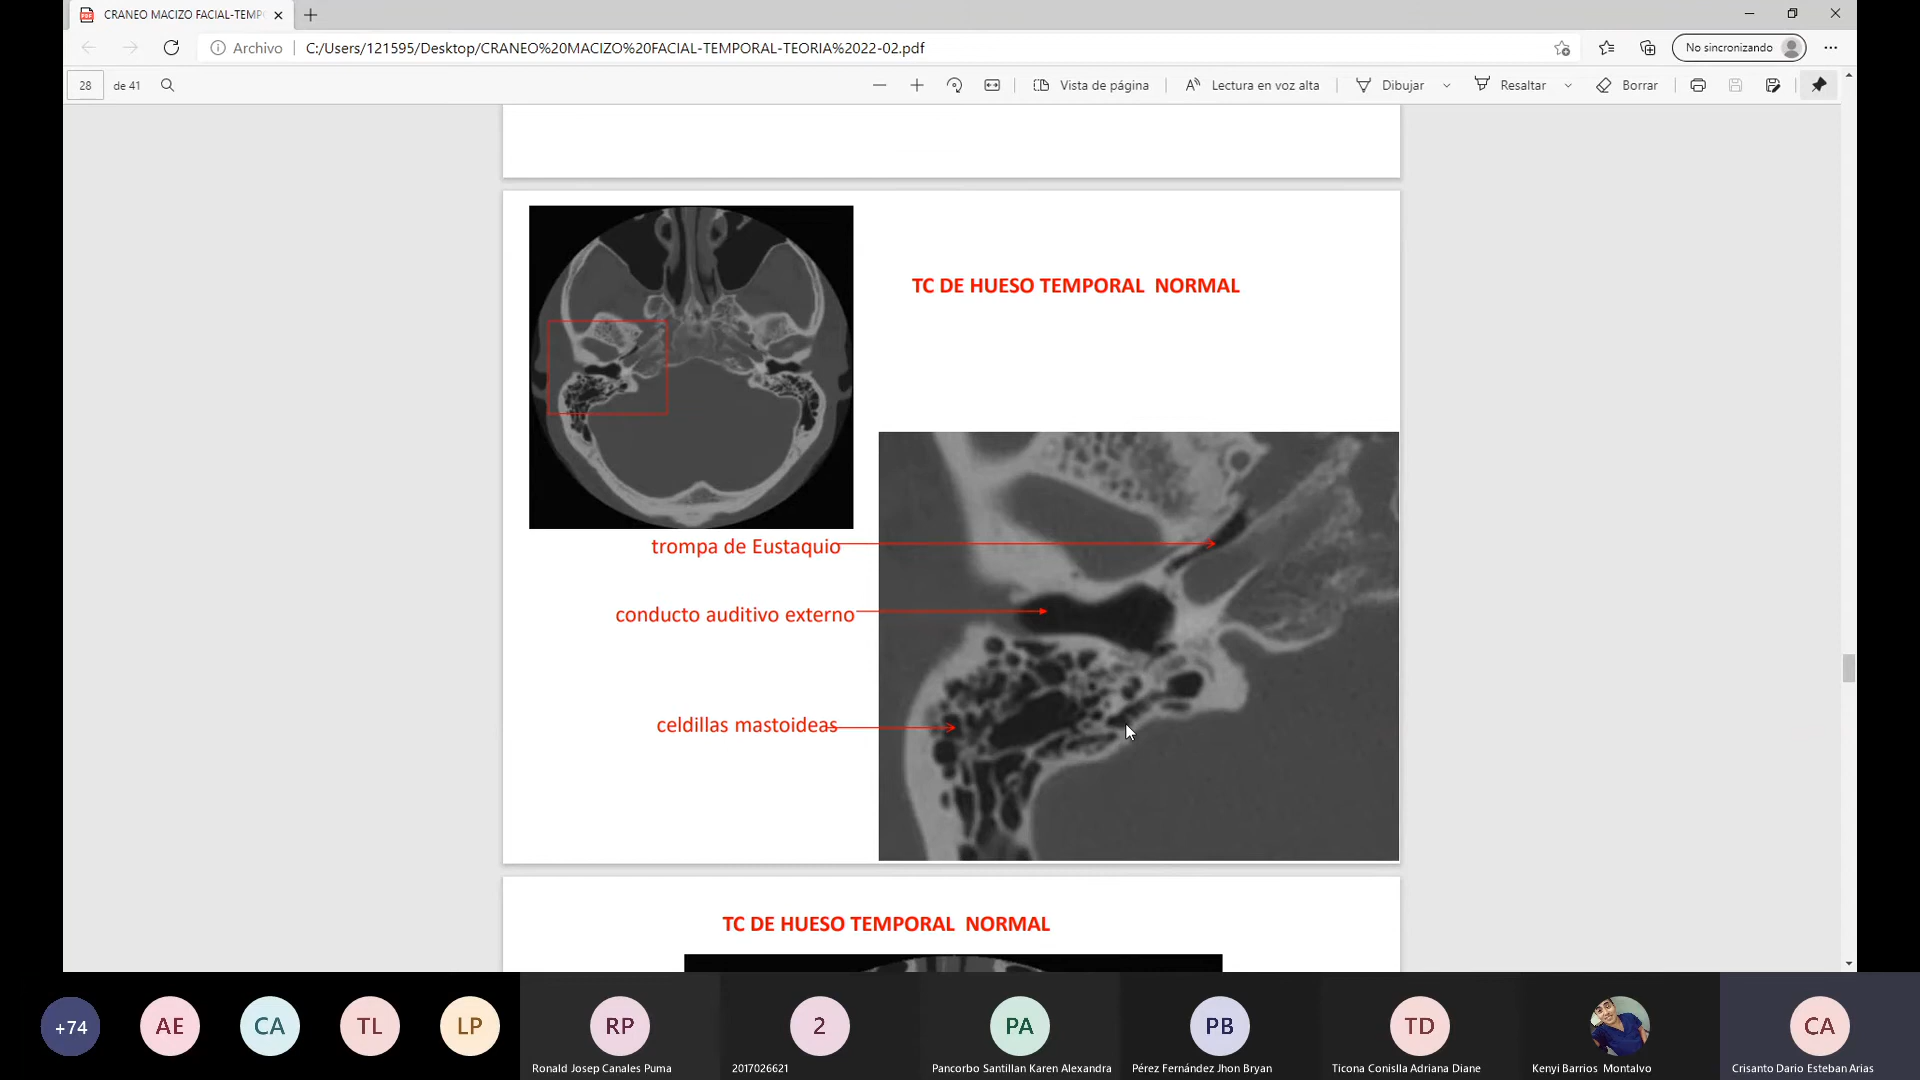 CRANEO MACIZO FACIAL-TEMP
Archivo
C:/Users/121595/Desktop/CRANEO%20MACIZO%20FACIAL-TEMPORAL-TEORIA%2022-02.pdf
No sincronizando
28 de 41
Vista de página
Lectura en voz alta
Dibujar
Resaltar
Borrar
TC DE HUESO TEMPORAL NORMAL
trompa de Eustaquio
conducto auditivo externo
celdillas mastoideas
TC DE HUESO TEMPORAL NORMAL
+74
AE
CA
TL
LP
RP
2
PA
PB
TD
CA
Ronald Josep Canales Puma
2017026621
Pancorbo Santillan Karen Alexandra
Pérez Fernández Jhon Bryan
Ticona Conislla Adriana Diane
Kenyi Barrios Montalvo
Crisanto Dario Esteban Arias